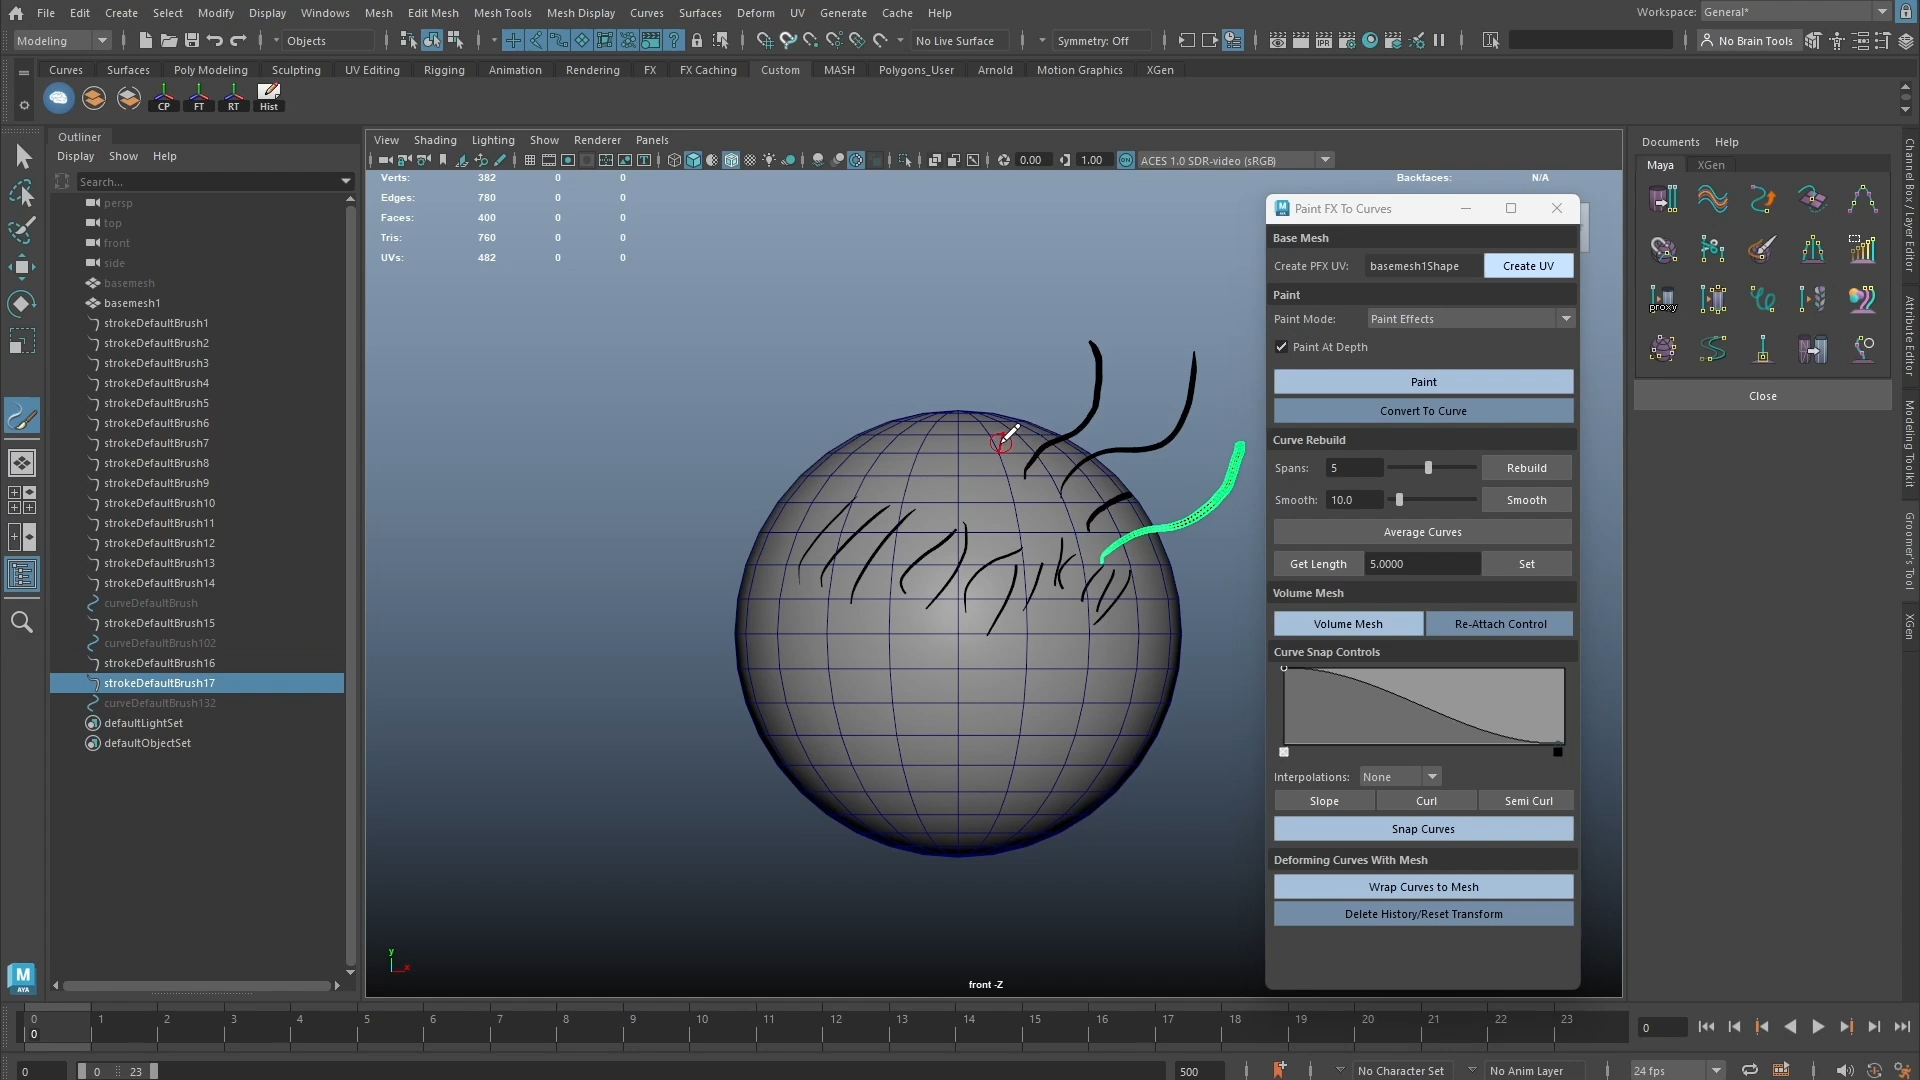 File Edit Create Select Modify Display Windows Mesh Edit Mesh Mesh Tools Mesh Display Curves Surfaces Deform UV Generate Cache Help Workspace: General*
Modeling Objects No Live Surface Symmetry: Off No Brain Tools
Curves Surfaces Poly Modeling Sculpting UV Editing Rigging Animation Rendering FX FX Caching Custom MASH Polygons_User Arnold Motion Graphics XGen
CP FT RT Hist
Outliner
Display Show Help
Search...
persp
top
front
side
basemesh
basemesh1
strokeDefaultBrush1
strokeDefaultBrush2
strokeDefaultBrush3
strokeDefaultBrush4
strokeDefaultBrush5
strokeDefaultBrush6
strokeDefaultBrush7
strokeDefaultBrush8
strokeDefaultBrush9
strokeDefaultBrush10
strokeDefaultBrush11
strokeDefaultBrush12
strokeDefaultBrush13
strokeDefaultBrush14
curveDefaultBrush
strokeDefaultBrush15
curveDefaultBrush102
strokeDefaultBrush16
strokeDefaultBrush17
curveDefaultBrush132
defaultLightSet
defaultObjectSet
View Shading Lighting Show Renderer Panels
0.00 1.00 ON ACES 1.0 SDR-video (sRGB)
Verts: 382 0 0 Backfaces: N/A
Edges: 780 0 0
Faces: 400 0 0
Tris: 760 0 0
UVs: 482 0 0
y
x
front -Z
Paint FX To Curves
Base Mesh
Create PFX UV: basemesh1Shape Create UV
Paint
Paint Mode: Paint Effects
Paint At Depth
Paint
Convert To Curve
Curve Rebuild
Spans: 5 Rebuild
Smooth: 10.0 Smooth
Average Curves
Get Length 5.0000 Set
Volume Mesh
Volume Mesh Re-Attach Control
Curve Snap Controls
Interpolations: None
Slope Curl Semi Curl
Snap Curves
Deforming Curves With Mesh
Wrap Curves to Mesh
Delete History/Reset Transform
Documents Help
Maya XGen
proxy
Close
Channel Box / Layer Editor
Attribute Editor
Modeling Toolkit
Groomer's Tool
XGen
M
AYA
0 1 2 3 4 5 6 7 8 9 10 11 12 13 14 15 16 17 18 19 20 21 22 23
0 0
0 0 23 500 No Character Set No Anim Layer 24 fps